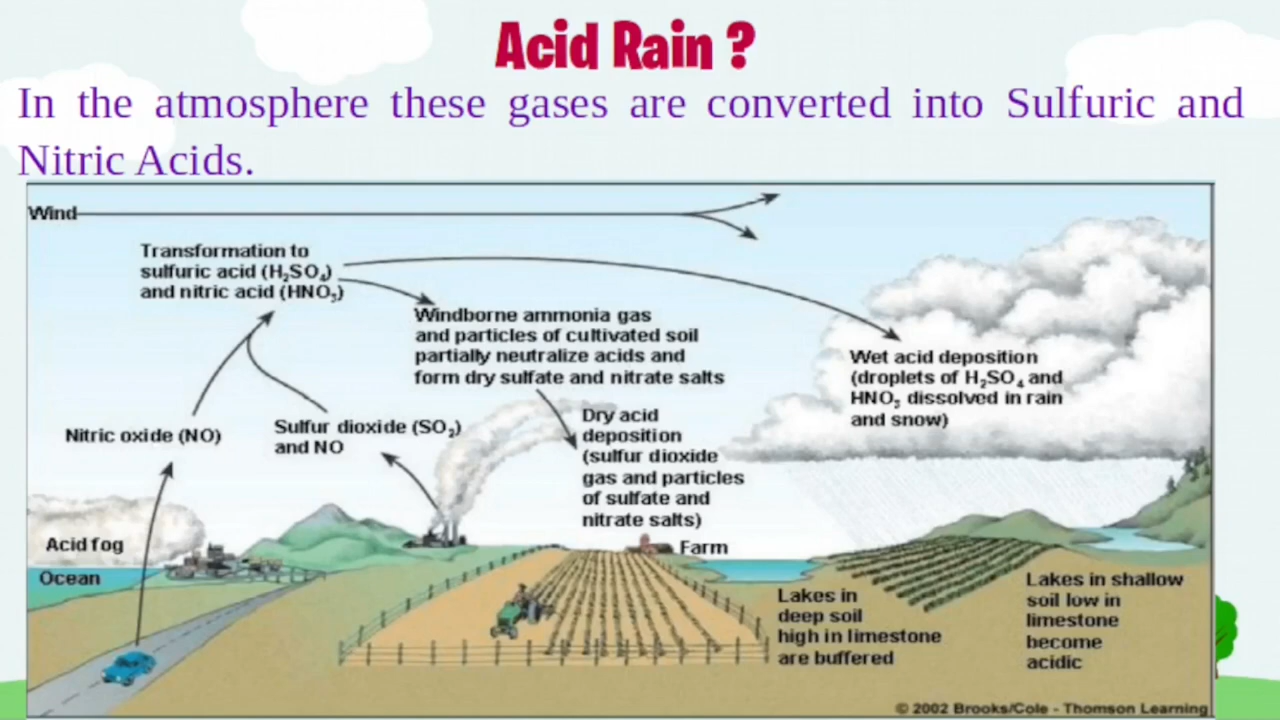 Acid Rain ?
In the atmosphere these gases are converted into Sulfuric and
Nitric Acids.
Wind
Transformation to
sulfuric acid (H₂SO₄)
and nitric acid (HNO₃)
Windborne ammonia gas
and particles of cultivated soil
partially neutralize acids and
form dry sulfate and nitrate salts
Wet acid deposition
(droplets of H₂SO₄ and
HNO₃ dissolved in rain
and snow)
Nitric oxide (NO)
Sulfur dioxide (SO₂)
and NO
Dry acid
deposition
(sulfur dioxide
gas and particles
of sulfate and
nitrate salts)
Acid fog
Ocean
Farm
Lakes in
deep soil
high in limestone
are buffered
Lakes in shallow
soil low in
limestone
become
acidic
© 2002 Brooks/Cole - Thomson Learning